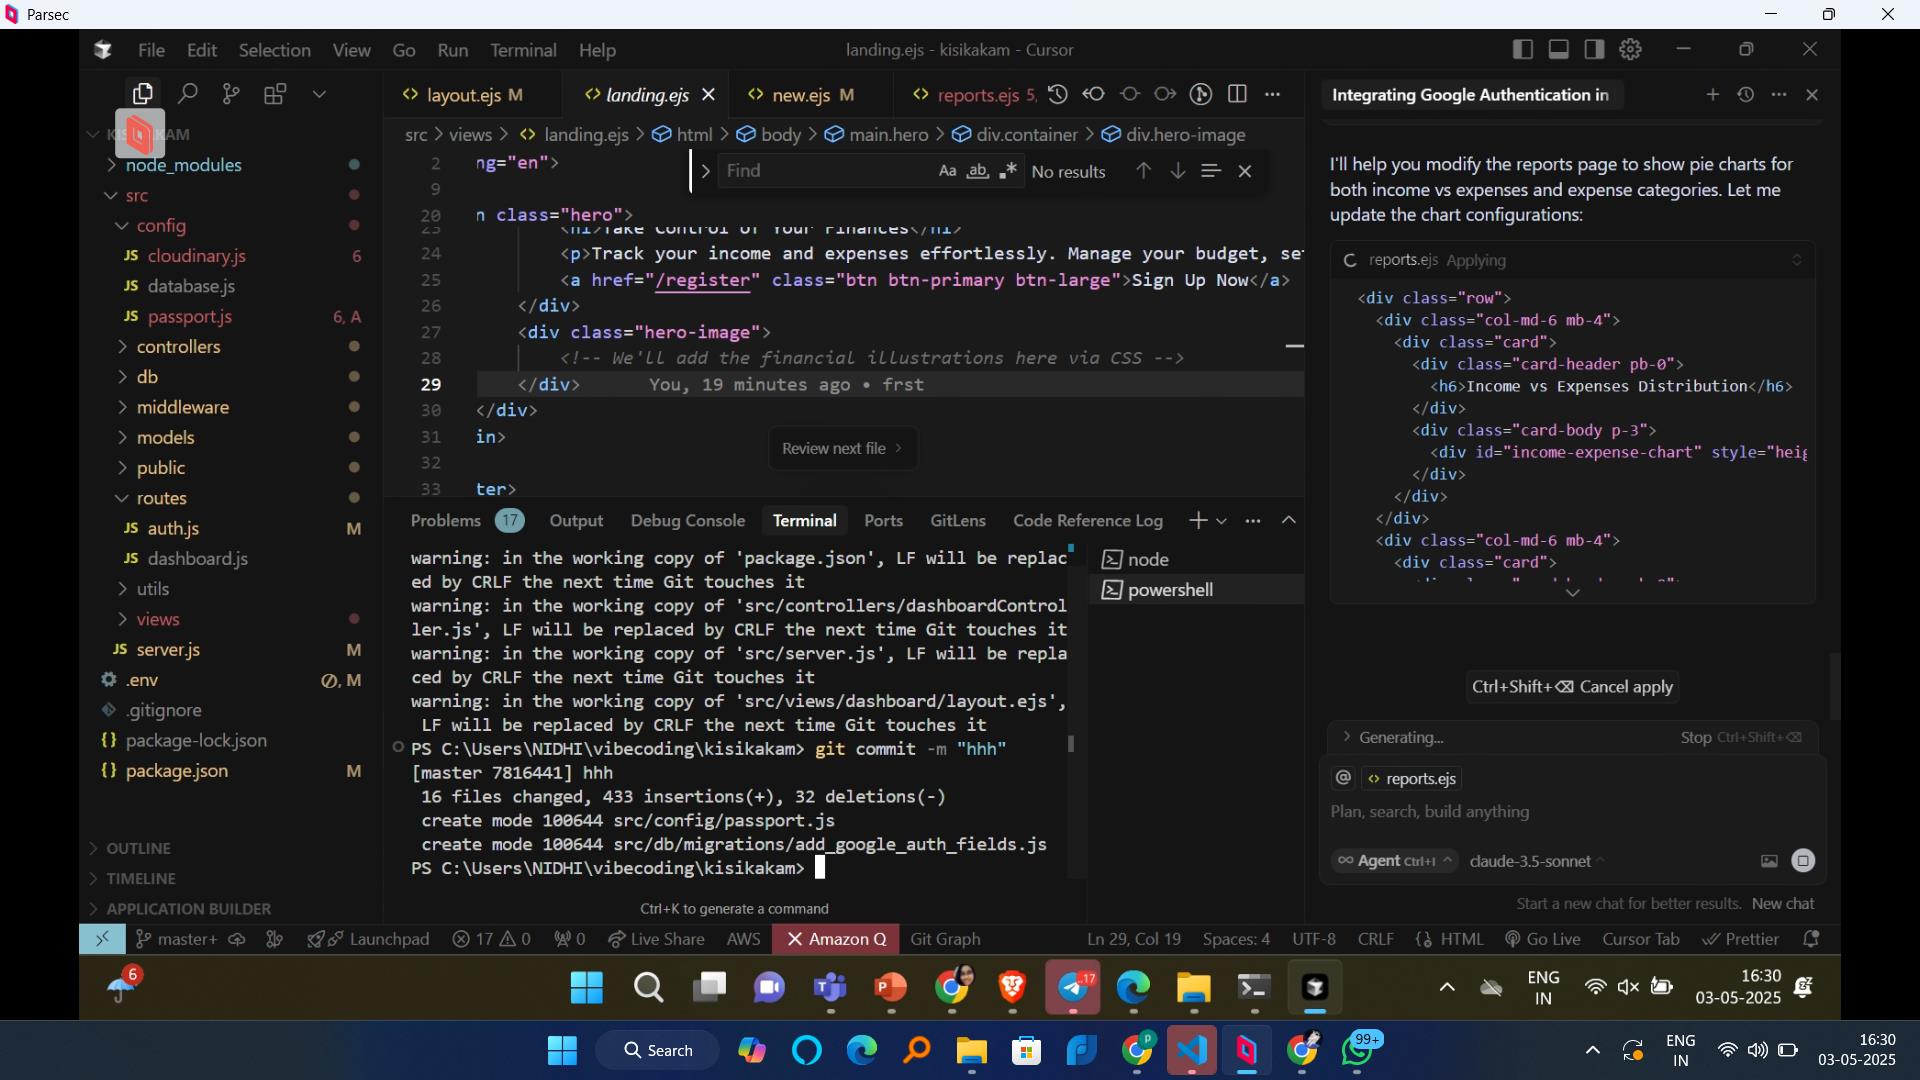 Parsec
File Edit Selection View Go Run Terminal Help
landing.ejs - kisikakam - Cursor
layout.ejs M
landing.ejs
new.ejs M
reports.ejs 5,
Integrating Google Authentication in
src > views > landing.ejs > html > body > main.hero > div.container > div.hero-image
node_modules
src
config
cloudinary.js 6
database.js
passport.js 6, A
controllers
db
middleware
models
public
routes
auth.js M
dashboard.js
utils
views
server.js M
.env M
.gitignore
package-lock.json
package.json M
OUTLINE
TIMELINE
APPLICATION BUILDER
Find
Aa ab No results
2 ng="en">
9
20 n class="hero">
23 <h1>Take Control of Your Finances</h1>
24 <p>Track your income and expenses effortlessly. Manage your budget, se
25 <a href="/register" class="btn btn-primary btn-large">Sign Up Now</a>
26 </div>
27 <div class="hero-image">
28 <!-- We'll add the financial illustrations here via CSS -->
29 </div> You, 19 minutes ago • frst
30 </div>
31 in>
32
33 ter>
Review next file >
Problems 17 Output Debug Console Terminal Ports GitLens Code Reference Log
warning: in the working copy of 'package.json', LF will be replac
ed by CRLF the next time Git touches it
warning: in the working copy of 'src/controllers/dashboardControl
ler.js', LF will be replaced by CRLF the next time Git touches it
warning: in the working copy of 'src/server.js', LF will be repla
ced by CRLF the next time Git touches it
warning: in the working copy of 'src/views/dashboard/layout.ejs',
LF will be replaced by CRLF the next time Git touches it
PS C:\Users\NIDHI\vibecoding\kisikakam> git commit -m "hhh"
[master 7816441] hhh
16 files changed, 433 insertions(+), 32 deletions(-)
create mode 100644 src/config/passport.js
create mode 100644 src/db/migrations/add_google_auth_fields.js
PS C:\Users\NIDHI\vibecoding\kisikakam>
Ctrl+K to generate a command
node
powershell
I'll help you modify the reports page to show pie charts for
both income vs expenses and expense categories. Let me
update the chart configurations:
reports.ejs Applying
<div class="row">
<div class="col-md-6 mb-4">
<div class="card">
<div class="card-header pb-0">
<h6>Income vs Expenses Distribution</h6>
</div>
<div class="card-body p-3">
<div id="income-expense-chart" style="heig
</div>
</div>
</div>
<div class="col-md-6 mb-4">
<div class="card">
Ctrl+Shift+⌫ Cancel apply
> Generating...
Stop Ctrl+Shift+⌫
@ reports.ejs
Plan, search, build anything
∞ Agent Ctrl+I
claude-3.5-sonnet
Start a new chat for better results. New chat
master+ Launchpad 17 0 0 Live Share AWS Amazon Q Git Graph
Ln 29, Col 19 Spaces: 4 UTF-8 CRLF HTML Go Live Cursor Tab Prettier
6
17
ENG
IN
16:30
03-05-2025
Search
P
99+
ENG
IN
16:30
03-05-2025